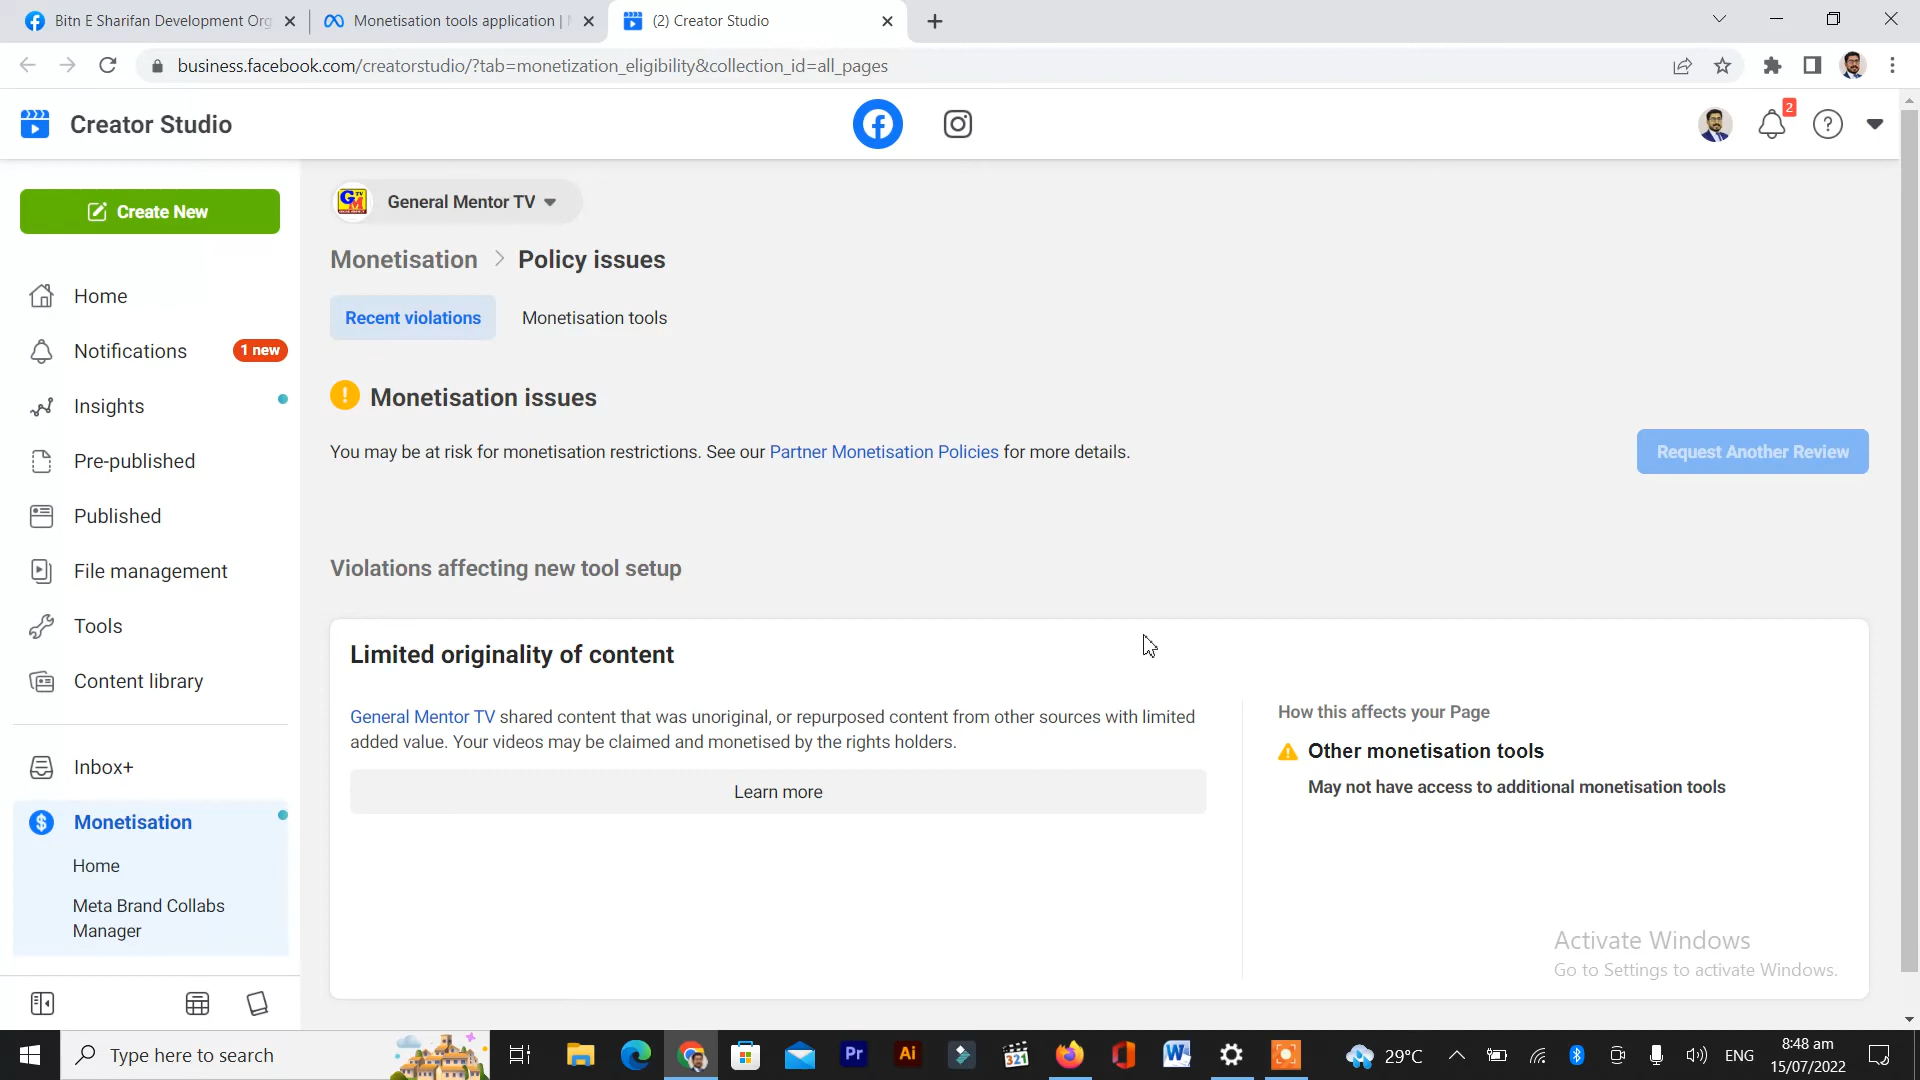 Bitn E Sharifan Development Org
Monetisation tools application |
(2) Creator Studio
business.facebook.com/creatorstudio/?tab=monetization_eligibility&collection_id=all_pages
Creator Studio
2
Create New
Home
Notifications
1 new
Insights
Pre-published
Published
File management
Tools
Content library
Inbox+
Monetisation
Home
Meta Brand Collabs
Manager
TV
GM
General Mentor TV
Monetisation > Policy issues
Recent violations
Monetisation tools
Monetisation issues
You may be at risk for monetisation restrictions. See our Partner Monetisation Policies for more details.
Request Another Review
Violations affecting new tool setup
Limited originality of content
General Mentor TV shared content that was unoriginal, or repurposed content from other sources with limited
added value. Your videos may be claimed and monetised by the rights holders.
Learn more
How this affects your Page
Other monetisation tools
May not have access to additional monetisation tools
Activate Windows
Go to Settings to activate Windows.
Type here to search
Pr
Ai
321
W
29°C
ENG
8:48 am
15/07/2022